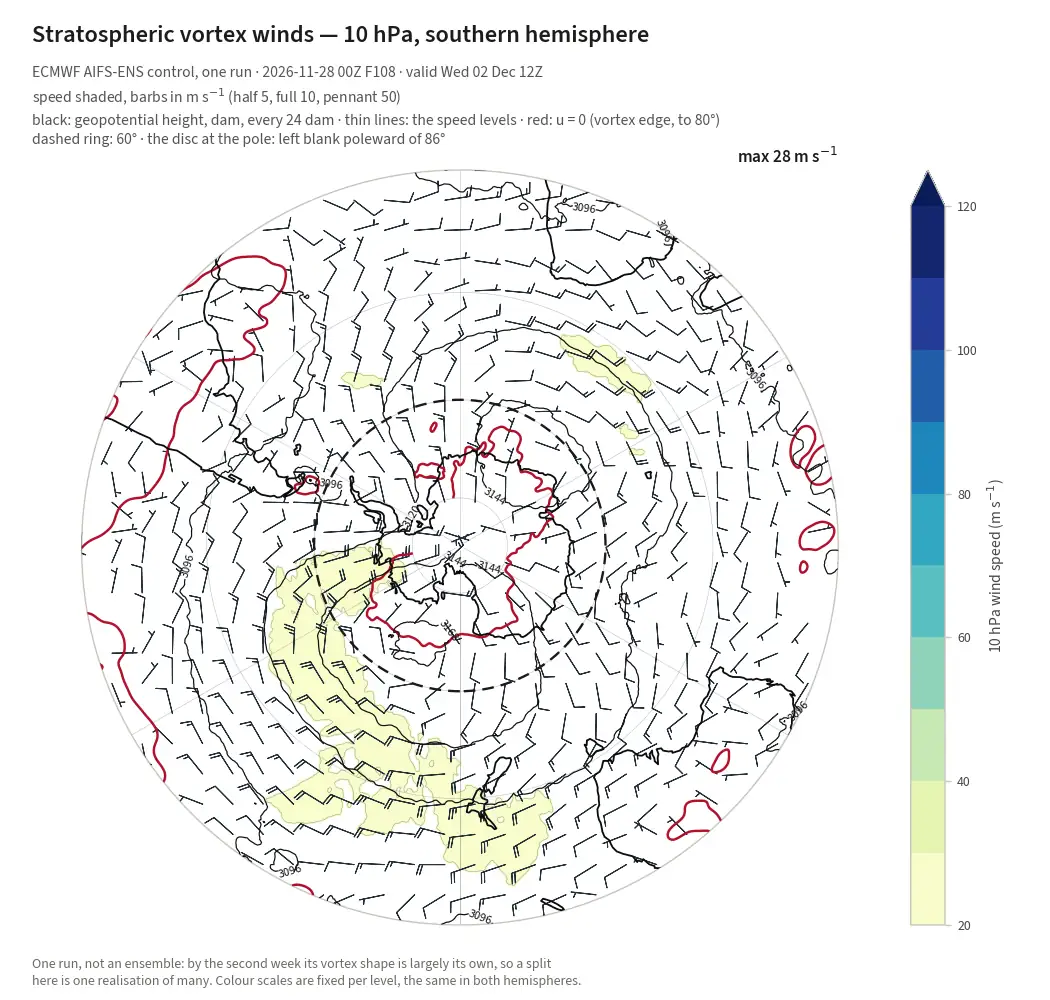 Stratospheric vortex winds — 10 hPa, southern hemisphere
ECMWF AIFS-ENS control, one run · 2026-11-28 00Z F108 · valid Wed 02 Dec 12Z
speed shaded, barbs in m s⁻¹ (half 5, full 10, pennant 50)
black: geopotential height, dam, every 24 dam · thin lines: the speed levels · red: u = 0 (vortex edge, to 80°)
dashed ring: 60° · the disc at the pole: left blank poleward of 86°
max 28 m s⁻¹
3096
3096
3096
3096
3144
3120
3096
3144
3144
3096
3096
3096
120
100
80
60
40
20
10 hPa wind speed (m s⁻¹)
One run, not an ensemble: by the second week its vortex shape is largely its own, so a split
here is one realisation of many. Colour scales are fixed per level, the same in both hemispheres.